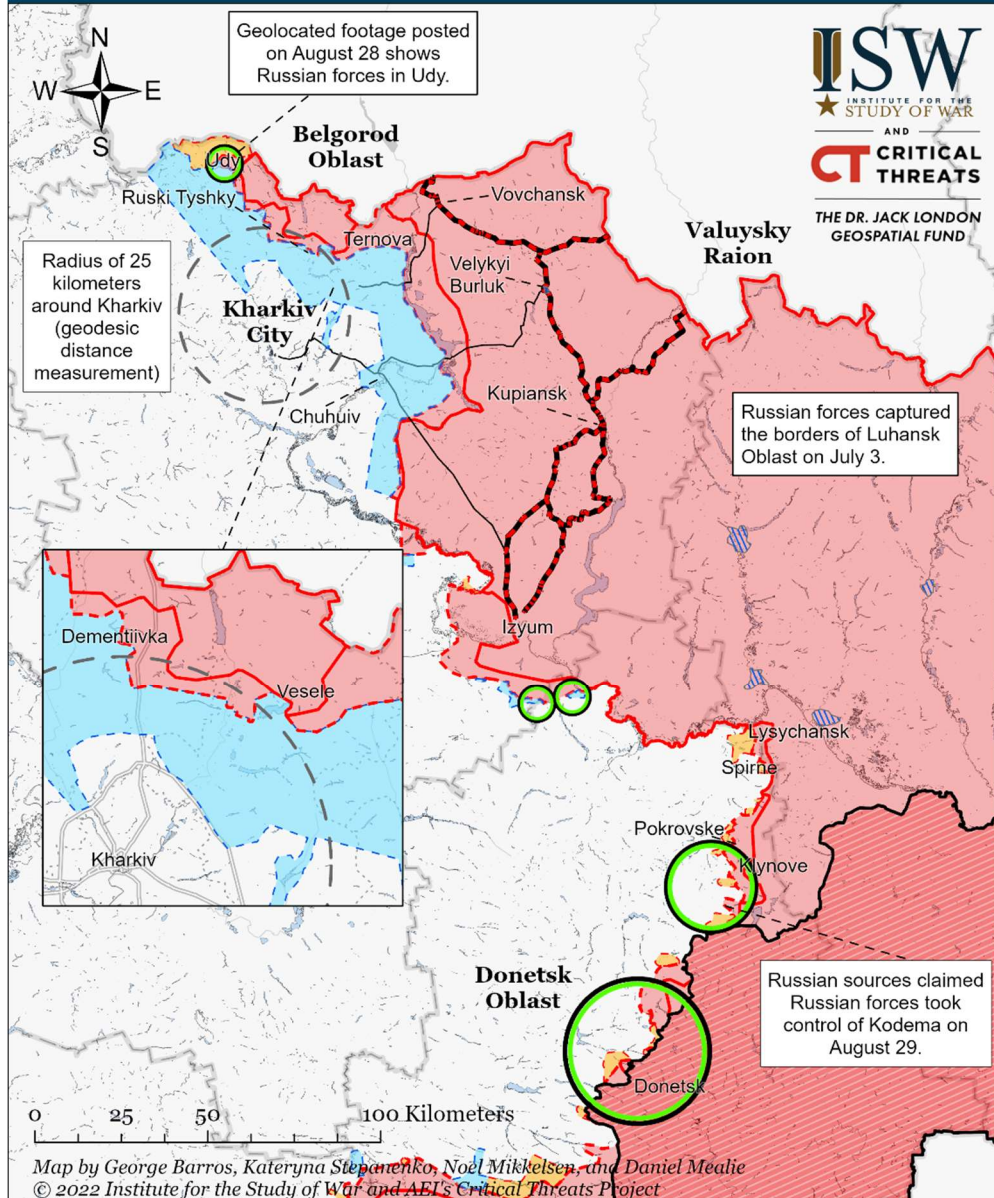 Geolocated footage posted
on August 28 shows
Russian forces in Udy.
N
W
E
S
ISW
INSTITUTE FOR THE
STUDY OF WAR
AND
CT CRITICAL
THREATS
THE DR. JACK LONDON
GEOSPATIAL FUND
Belgorod
Oblast
Udy
Ruski Tyshky
Vovchansk
Ternova
Valuysky
Raion
Velykyi
Burluk
Radius of 25
kilometers
around Kharkiv
(geodesic
distance
measurement)
Kharkiv
City
Kupiansk
Chuhuiv
Russian forces captured
the borders of Luhansk
Oblast on July 3.
Dementiivka
Vesele
Kharkiv
Izyum
Lysychansk
Spirne
Pokrovske
Klynove
Donetsk
Oblast
Russian sources claimed
Russian forces took
control of Kodema on
August 29.
Donetsk
0 25 50 100 Kilometers
Map by George Barros, Kateryna Stepanenko, Noel Mikkelsen, and Daniel Mealie
© 2022 Institute for the Study of War and AEI's Critical Threats Project